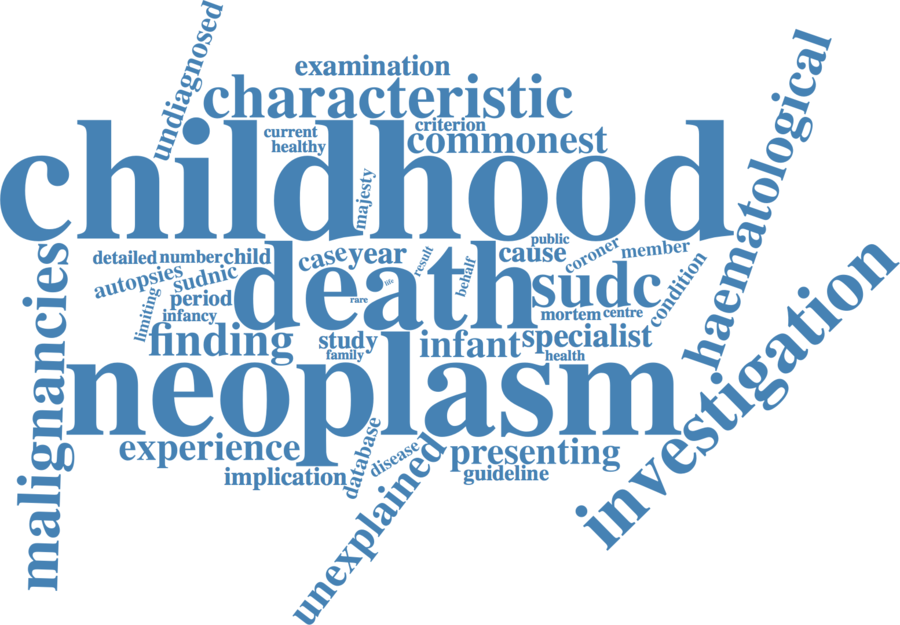 undiagnosed
examination
characteristic
current
criterion
healthy
commonest
childhood
majesty
haematological
detailed number child
case year
result
public
cause
coroner
member
autopsies
sudnic
death
life
rare
behalf
sudc
condition
limiting
period
infancy
mortem centre
malignancies
finding
study
family
infant
specialist
health
investigation
neoplasm
experience
database
disease
unexplained
presenting
implication
guideline